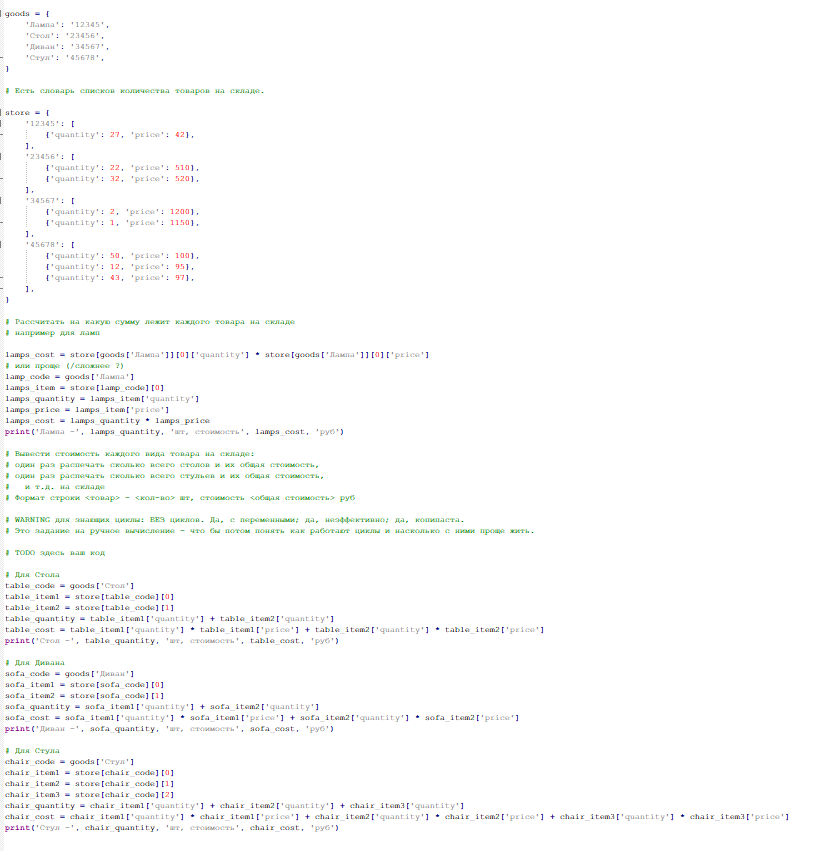 goods = {
    'Лампа': '12345',
    'Стол': '23456',
    'Диван': '34567',
    'Стул': '45678',
}
# Есть словарь списков количества товаров на складе.
store = {
    '12345': [
        {'quantity': 27, 'price': 42},
    ],
    '23456': [
        {'quantity': 22, 'price': 510},
        {'quantity': 32, 'price': 520},
    ],
    '34567': [
        {'quantity': 2, 'price': 1200},
        {'quantity': 1, 'price': 1150},
    ],
    '45678': [
        {'quantity': 50, 'price': 100},
        {'quantity': 12, 'price': 95},
        {'quantity': 43, 'price': 97},
    ],
}
# Рассчитать на какую сумму лежит каждого товара на складе
# например для ламп
lamps_cost = store[goods['Лампа']][0]['quantity'] * store[goods['Лампа']][0]['price']
# или проще (/сложнее ?)
lamp_code = goods['Лампа']
lamps_item = store[lamp_code][0]
lamps_quantity = lamps_item['quantity']
lamps_price = lamps_item['price']
lamps_cost = lamps_quantity * lamps_price
print('Лампа -', lamps_quantity, 'шт, стоимость', lamps_cost, 'руб')
# Вывести стоимость каждого вида товара на складе:
# один раз распечать сколько всего столов и их общая стоимость,
# один раз распечать сколько всего стульев и их общая стоимость,
#   и т.д. на складе
# Формат строки <товар> - <кол-во> шт, стоимость <общая стоимость> руб
# WARNING для знающих циклы: БЕЗ циклов. Да, с переменными; да, неэффективно; да, копипаста.
# Это задание на ручное вычисление - что бы потом понять как работают циклы и насколько с ними проще жить.
# TODO здесь ваш код
# Для Стола
table_code = goods['Стол']
table_item1 = store[table_code][0]
table_item2 = store[table_code][1]
table_quantity = table_item1['quantity'] + table_item2['quantity']
table_cost = table_item1['quantity'] * table_item1['price'] + table_item2['quantity'] * table_item2['price']
print('Стол -', table_quantity, 'шт, стоимость', table_cost, 'руб')
# Для Дивана
sofa_code = goods['Диван']
sofa_item1 = store[sofa_code][0]
sofa_item2 = store[sofa_code][1]
sofa_quantity = sofa_item1['quantity'] + sofa_item2['quantity']
sofa_cost = sofa_item1['quantity'] * sofa_item1['price'] + sofa_item2['quantity'] * sofa_item2['price']
print('Диван -', sofa_quantity, 'шт, стоимость', sofa_cost, 'руб')
# Для Стула
chair_code = goods['Стул']
chair_item1 = store[chair_code][0]
chair_item2 = store[chair_code][1]
chair_item3 = store[chair_code][2]
chair_quantity = chair_item1['quantity'] + chair_item2['quantity'] + chair_item3['quantity']
chair_cost = chair_item1['quantity'] * chair_item1['price'] + chair_item2['quantity'] * chair_item2['price'] + chair_item3['quantity'] * chair_item3['price']
print('Стул -', chair_quantity, 'шт, стоимость', chair_cost, 'руб')